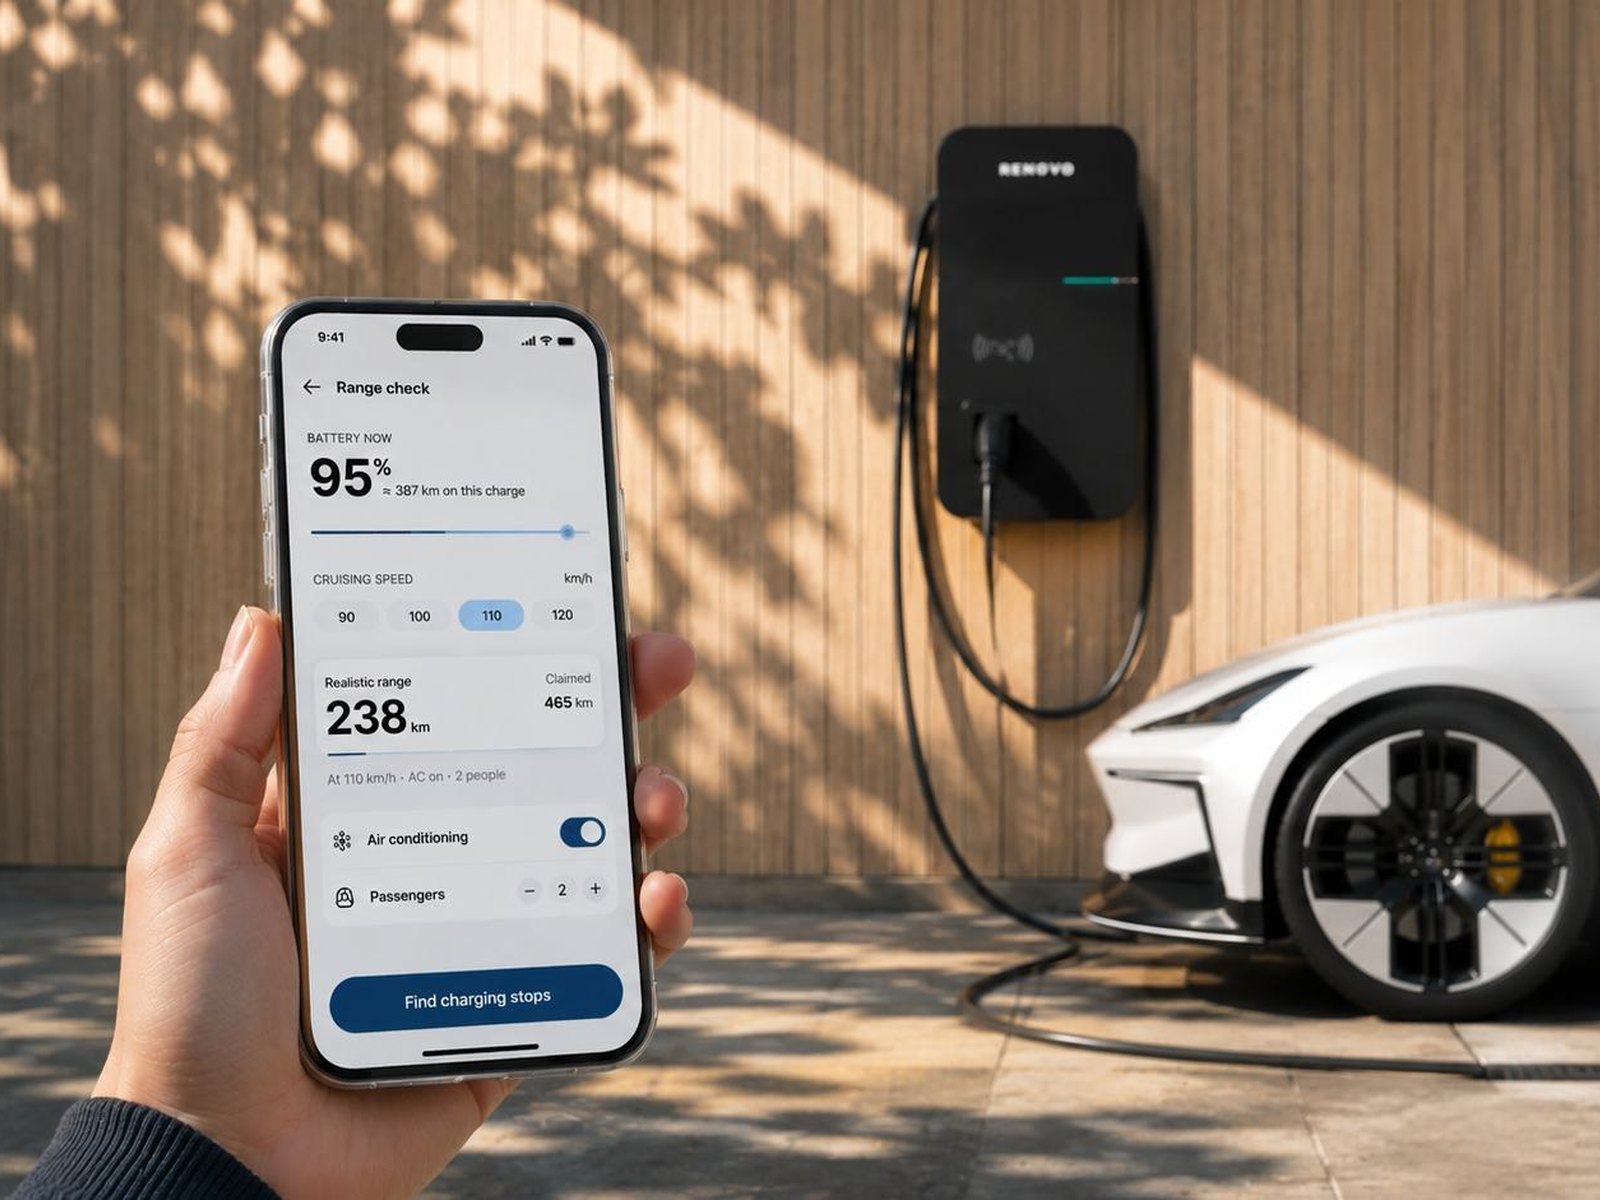 RENOVO
9:41
Range check
BATTERY NOW
95%
≈ 387 km on this charge
CRUISING SPEED km/h
90 100 110 120
Realistic range Claimed
238 km 465 km
At 110 km/h · AC on · 2 people
Air conditioning
Passengers − 2 +
Find charging stops